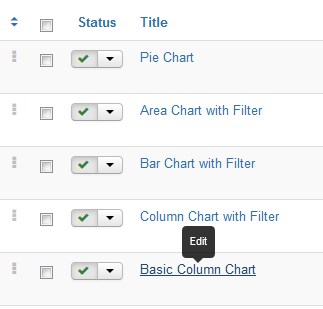 Status Title
Pie Chart
Area Chart with Filter
Bar Chart with Filter
Column Chart with Filter
Edit
Basic Column Chart